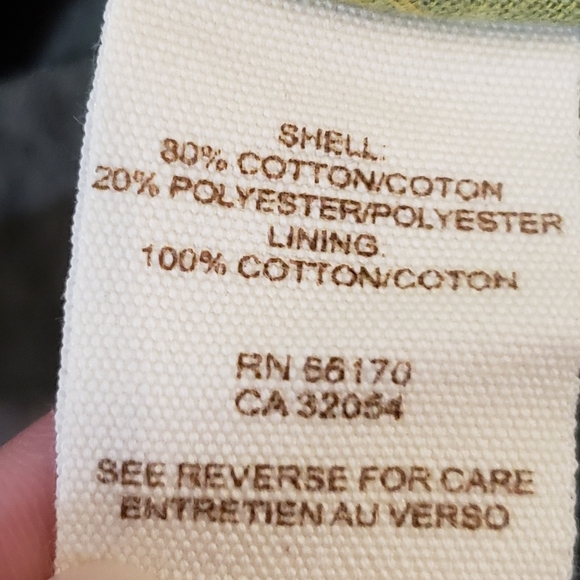 SHELL:
80% COTTON/COTON
20% POLYESTER/POLYESTER
LINING:
100% COTTON/COTON
RN 66170
CA 32054
SEE REVERSE FOR CARE
ENTRETIEN AU VERSO